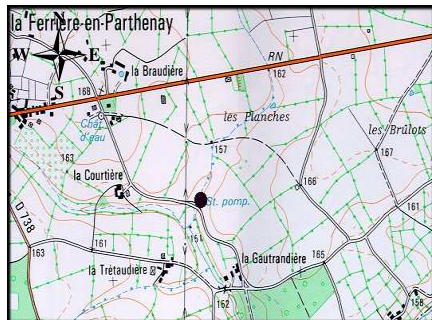 la Ferrière-en-Parthenay
N
W
E
S
la Braudière
RN
162
168
Chât.
d'eau
les Planches
les Brûlots
163
157
167
la Courtière
166
St. pomp.
161
D 738
161
161
163
la Gautrandière
165
la Trétaudière
162
158